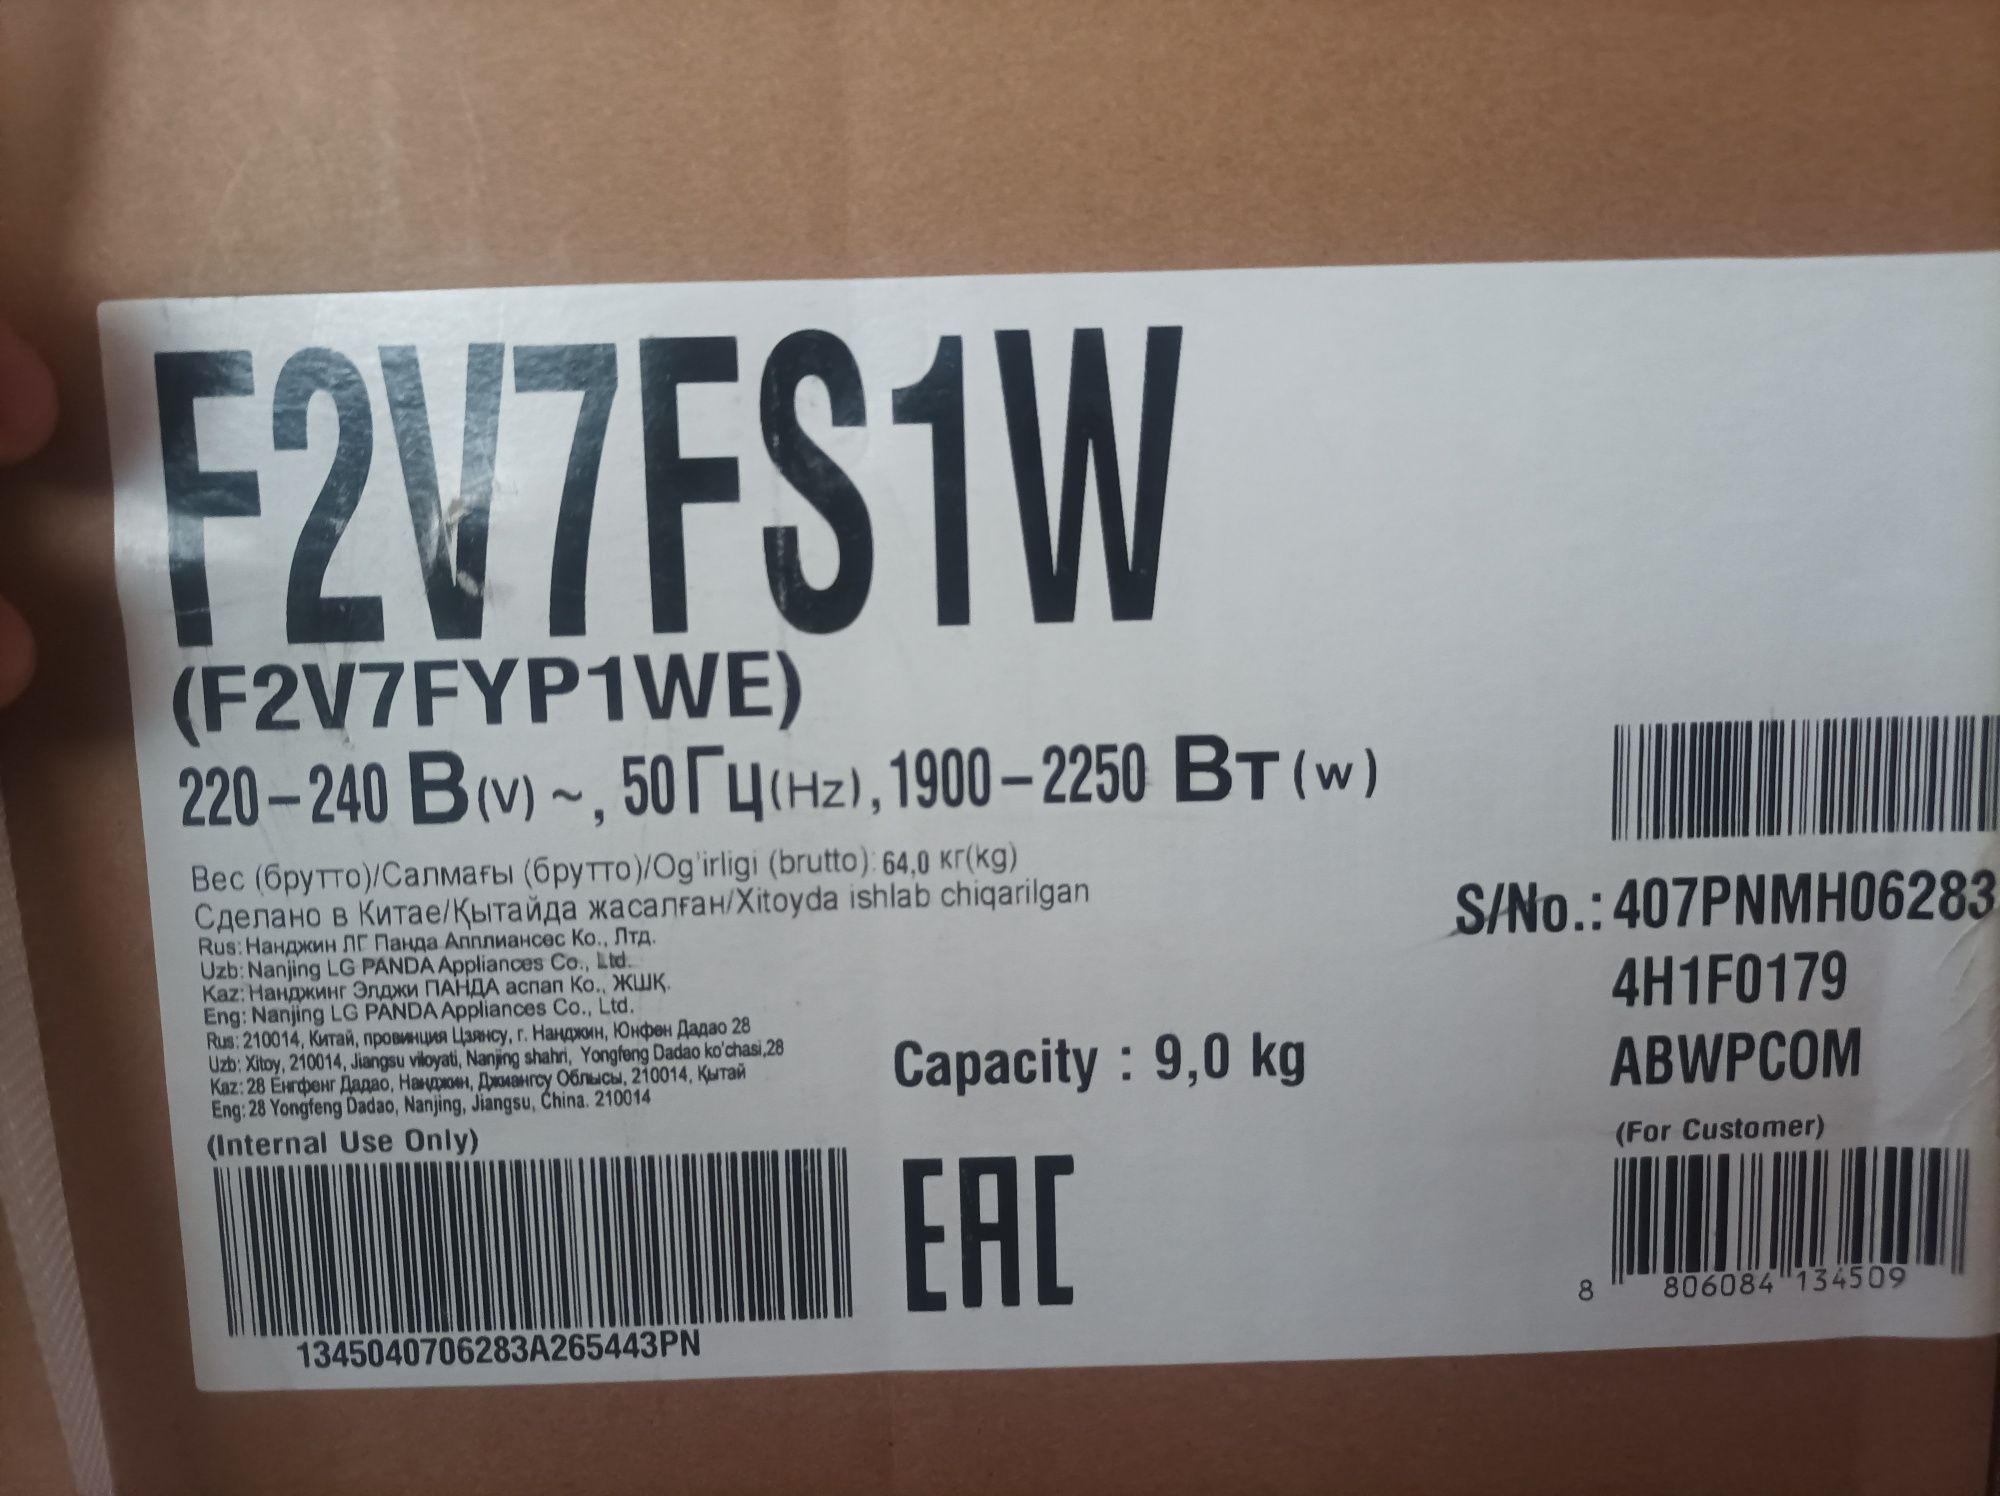 F2V7FS1W
(F2V7FYP1WE)
220-240 В(V) ~, 50Гц(Hz), 1900-2250 Вт(w)
Вес (брутто)/Салмағы (брутто)/Og'irligi (brutto): 64,0 кг(kg)
Сделано в Китае/Қытайда жасалған/Xitoyda ishlab chiqarilgan
Rus: Нанджин ЛГ Панда Апплиансес Ко., Лтд.
Uzb: Nanjing LG PANDA Appliances Co., Ltd.
Kaz: Нанджинг Элджи ПАНДА аспап Ко., ЖШҚ.
Eng: Nanjing LG PANDA Appliances Co., Ltd.
Rus: 210014, Китай, провинция Цзянсу, г. Нанджин, Юнфен Дадао 28
Uzb: Xitoy, 210014, Jiangsu viloyati, Nanjing shahri, Yongfeng Dadao ko'chasi,28
Kaz: 28 Енгфенг Дадао, Нанджин, Джиангсу Облысы, 210014, Қытай
Eng: 28 Yongfeng Dadao, Nanjing, Jiangsu, China. 210014
(Internal Use Only)
1345040706283A265443PN
Capacity : 9,0 kg
EAC
S/No.: 407PNMH06283
4H1F0179
ABWPCOM
(For Customer)
8 806084 134509